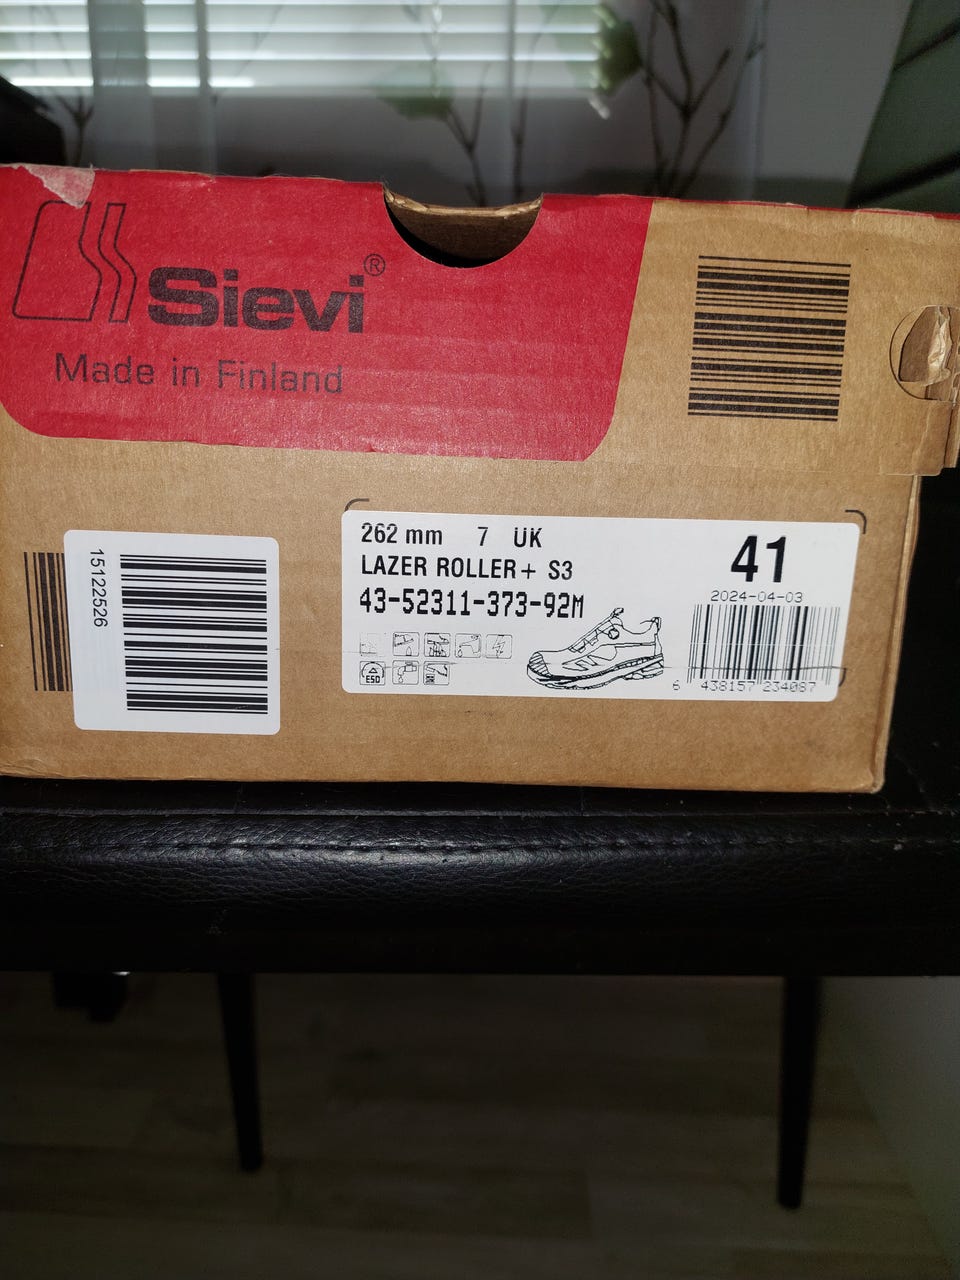 Sievi®
Made in Finland
15122526
262 mm 7 UK
LAZER ROLLER+ S3
43-52311-373-92M
41
2024-04-03
ESD
6 438157 234087